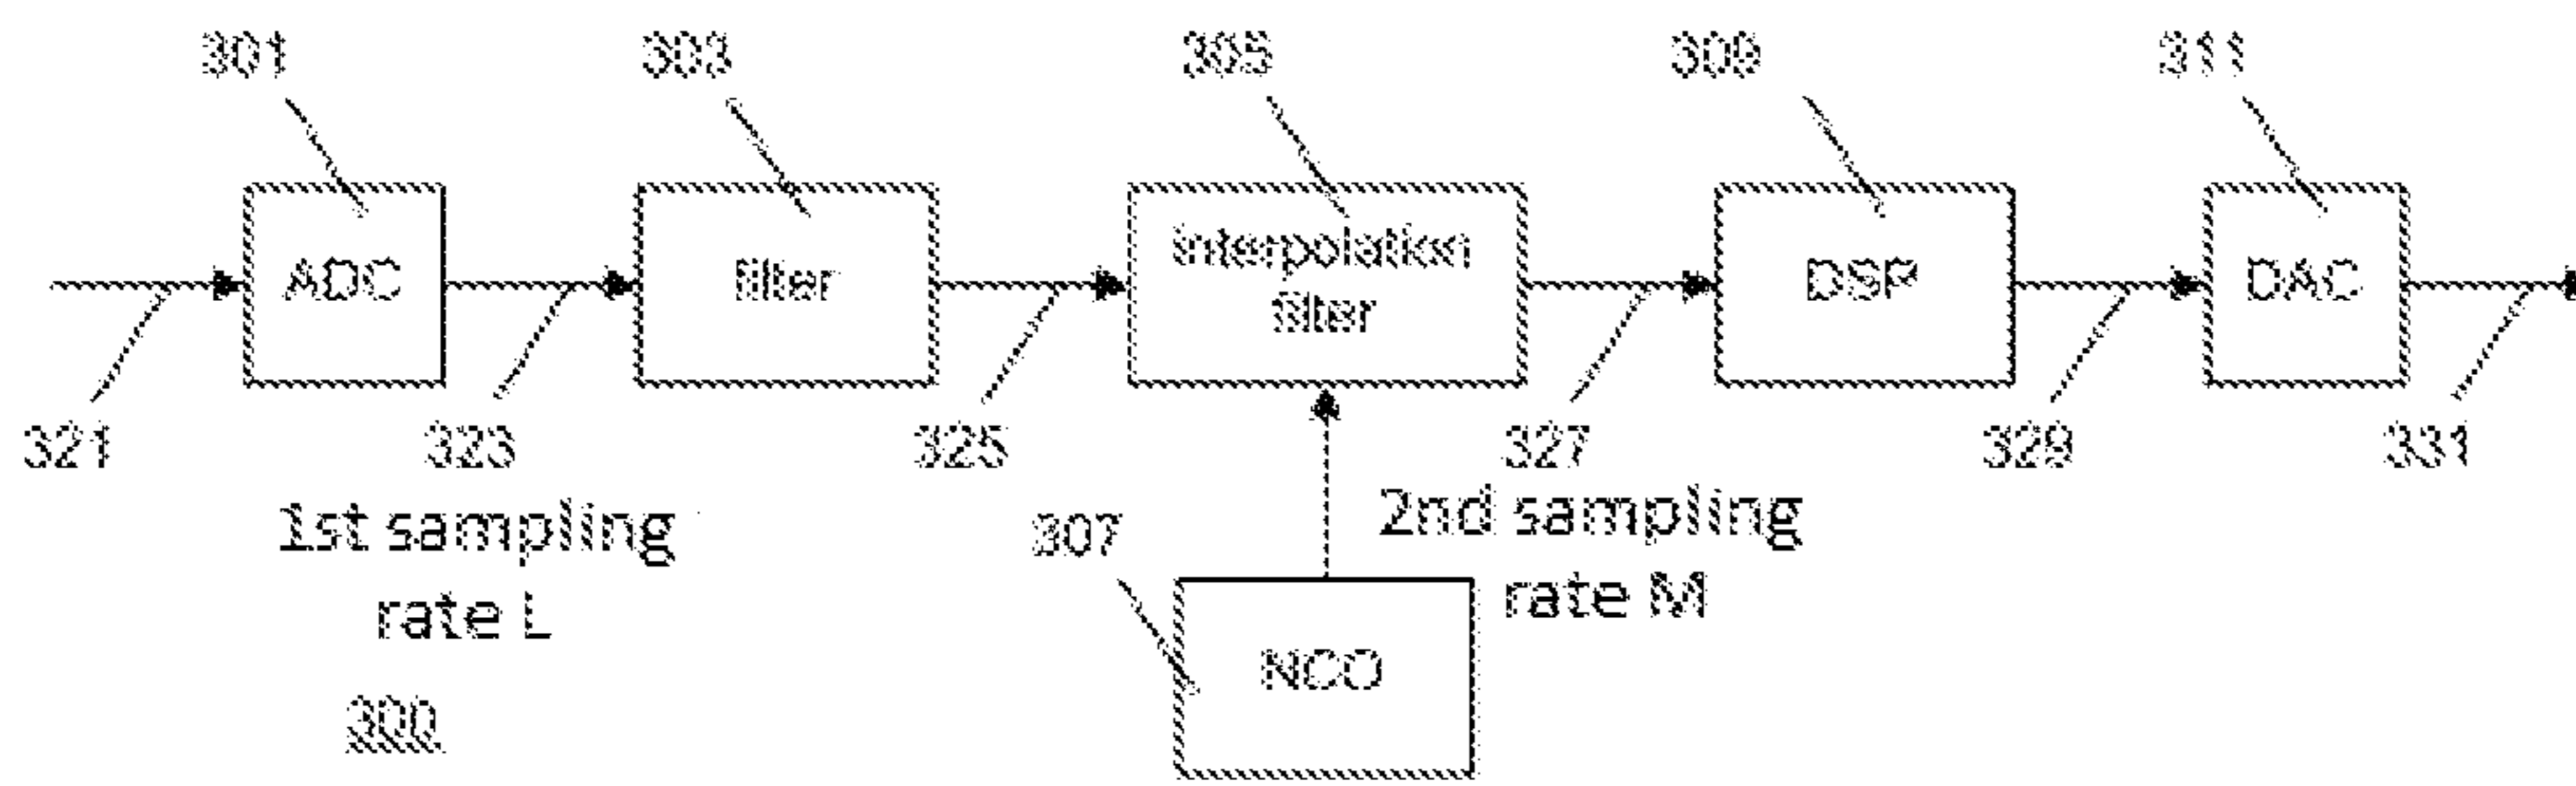 301 303 305 309 311
ADC filter interpolation filter DSP DAC
321 323 325 327 329 331
1st sampling rate L
307
2nd sampling rate M
NCO
300